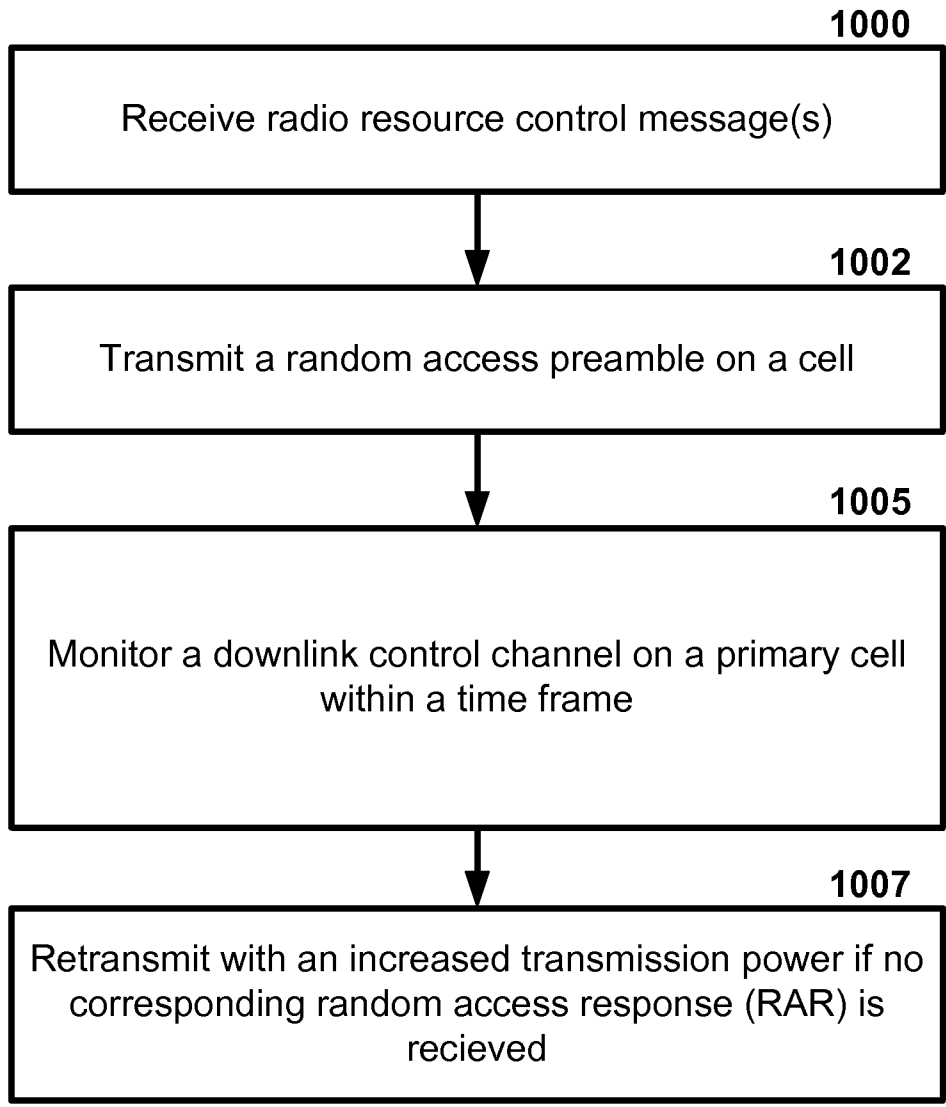 1000
Receive radio resource control message(s)
1002
Transmit a random access preamble on a cell
1005
Monitor a downlink control channel on a primary cell
within a time frame
1007
Retransmit with an increased transmission power if no
corresponding random access response (RAR) is
recieved